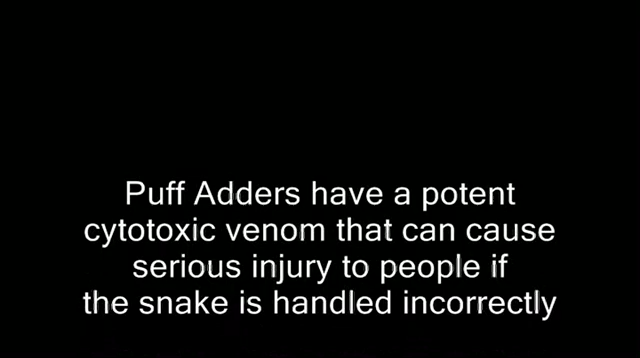 Puff Adders have a potent
cytotoxic venom that can cause
serious injury to people if
the snake is handled incorrectly